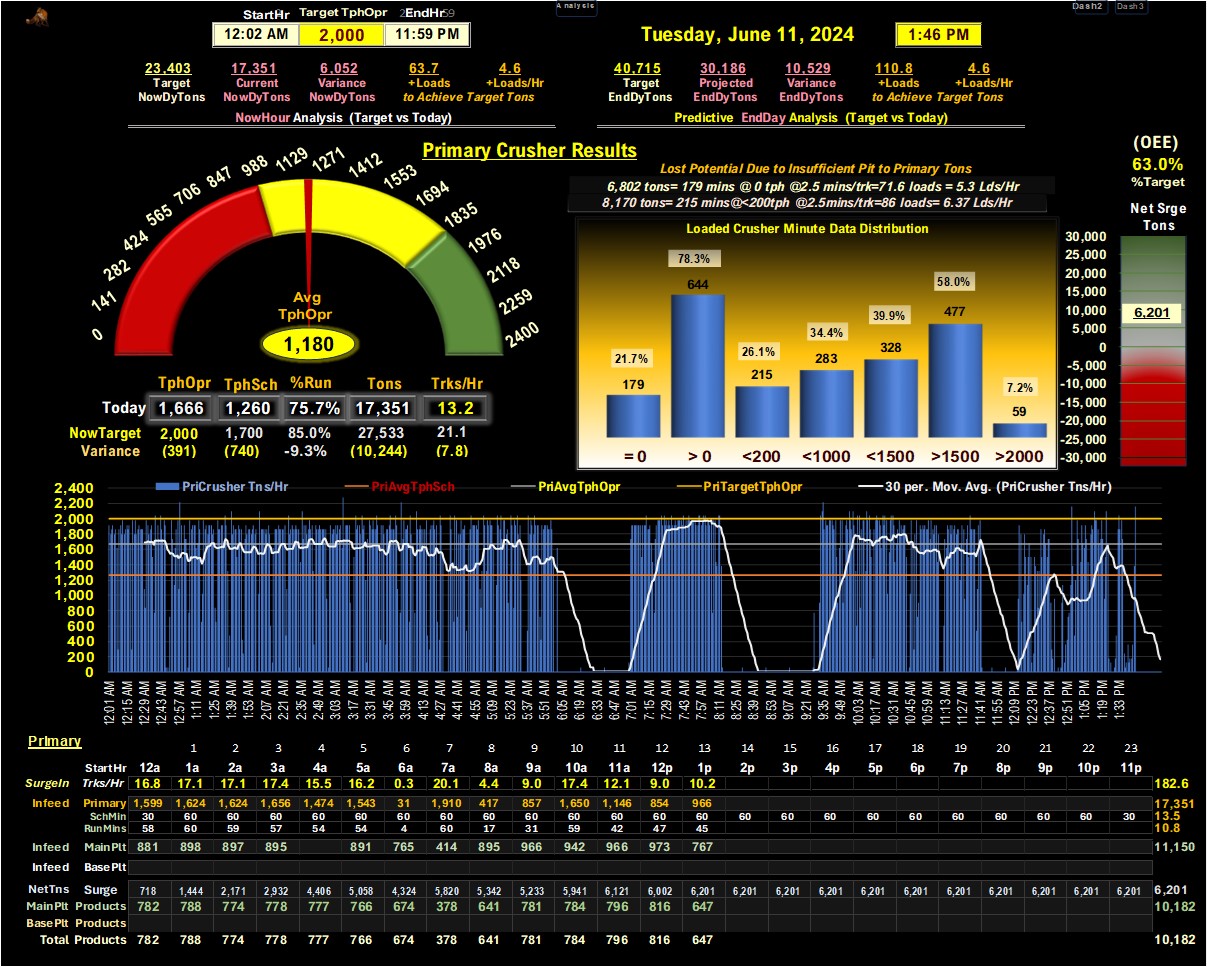 Analysis
Dash2 Dash3
StartHr Target TphOpr EndHr
12:02 AM 2,000 11:59 PM
Tuesday, June 11, 2024 1:46 PM
23,403 17,351 6,052 63.7 4.6
Target Current Variance +Loads +Loads/Hr
NowDyTons NowDyTons NowDyTons to Achieve Target Tons
NowHour Analysis (Target vs Today)
40,715 30,186 10,529 110.8 4.6
Target Projected Variance +Loads +Loads/Hr
EndDyTons EndDyTons EndDyTons to Achieve Target Tons
Predictive EndDay Analysis (Target vs Today)
Primary Crusher Results
0 141 282 424 565 706 847 988 1129 1271 1412 1553 1694 1835 1976 2118 2259 2400
Avg
TphOpr
1,180
TphOpr TphSch %Run Tons Trks/Hr
Today 1,666 1,260 75.7% 17,351 13.2
NowTarget 2,000 1,700 85.0% 27,533 21.1
Variance (391) (740) -9.3% (10,244) (7.8)
Lost Potential Due to Insufficient Pit to Primary Tons
6,802 tons= 179 mins @ 0 tph @2.5 mins/trk=71.6 loads = 5.3 Lds/Hr
8,170 tons= 215 mins@<200tph @2.5mins/trk=86 loads= 6.37 Lds/Hr
Loaded Crusher Minute Data Distribution
21.7% 78.3% 26.1% 34.4% 39.9% 58.0% 7.2%
179 644 215 283 328 477 59
= 0 > 0 <200 <1000 <1500 >1500 >2000
(OEE)
63.0%
%Target
Net Srge
Tons
30,000
25,000
20,000
15,000
10,000
6,201
5,000
0
-5,000
-10,000
-15,000
-20,000
-25,000
-30,000
PriCrusher Tns/Hr PriAvgTphSch PriAvgTphOpr PriTargetTphOpr 30 per. Mov. Avg. (PriCrusher Tns/Hr)
2,400
2,200
2,000
1,800
1,600
1,400
1,200
1,000
800
600
400
200
0
12:01 AM 12:15 AM 12:29 AM 12:43 AM 12:57 AM 1:11 AM 1:25 AM 1:39 AM 1:53 AM 2:07 AM 2:21 AM 2:35 AM 2:49 AM 3:03 AM 3:17 AM 3:31 AM 3:45 AM 3:59 AM 4:13 AM 4:27 AM 4:41 AM 4:55 AM 5:09 AM 5:23 AM 5:37 AM 5:51 AM 6:05 AM 6:19 AM 6:33 AM 6:47 AM 7:01 AM 7:15 AM 7:29 AM 7:43 AM 7:57 AM 8:11 AM 8:25 AM 8:39 AM 8:53 AM 9:07 AM 9:21 AM 9:35 AM 9:49 AM 10:03 AM 10:17 AM 10:31 AM 10:45 AM 10:59 AM 11:13 AM 11:27 AM 11:41 AM 11:55 AM 12:09 PM 12:23 PM 12:37 PM 12:51 PM 1:05 PM 1:19 PM 1:33 PM
Primary
1 2 3 4 5 6 7 8 9 10 11 12 13 14 15 16 17 18 19 20 21 22 23
StartHr 12a 1a 2a 3a 4a 5a 6a 7a 8a 9a 10a 11a 12p 1p 2p 3p 4p 5p 6p 7p 8p 9p 10p 11p
SurgeIn Trks/Hr 16.8 17.1 17.1 17.4 15.5 16.2 0.3 20.1 4.4 9.0 17.4 12.1 9.0 10.2 182.6
Infeed Primary 1,599 1,624 1,624 1,656 1,474 1,543 31 1,910 417 857 1,650 1,146 854 966 17,351
SchMin 30 60 60 60 60 60 60 60 60 60 60 60 60 60 60 60 60 60 60 60 60 60 60 30 13.5
RunMins 58 60 59 57 54 54 4 60 17 31 59 42 47 45 10.8
Infeed MainPlt 881 898 897 895 891 765 414 895 966 942 966 973 767 11,150
Infeed BasePlt
NetTns Surge 718 1,444 2,171 2,932 4,406 5,058 4,324 5,820 5,342 5,233 5,941 6,121 6,002 6,201 6,201 6,201 6,201 6,201 6,201 6,201 6,201 6,201 6,201 6,201 6,201
MainPlt Products 782 788 774 778 777 766 674 378 641 781 784 796 816 647 10,182
BasePlt Products
Total Products 782 788 774 778 777 766 674 378 641 781 784 796 816 647 10,182